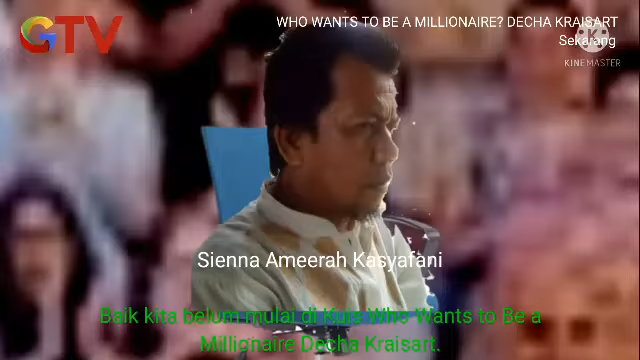 GTV
WHO WANTS TO BE A MILLIONAIRE? DECHA KRAISART
Sekarang
K
KINEMASTER
Sienna Ameerah Kasyafani
Baik kita belum mulai di Kuis Who Wants to Be a
Millionaire Decha Kraisart.